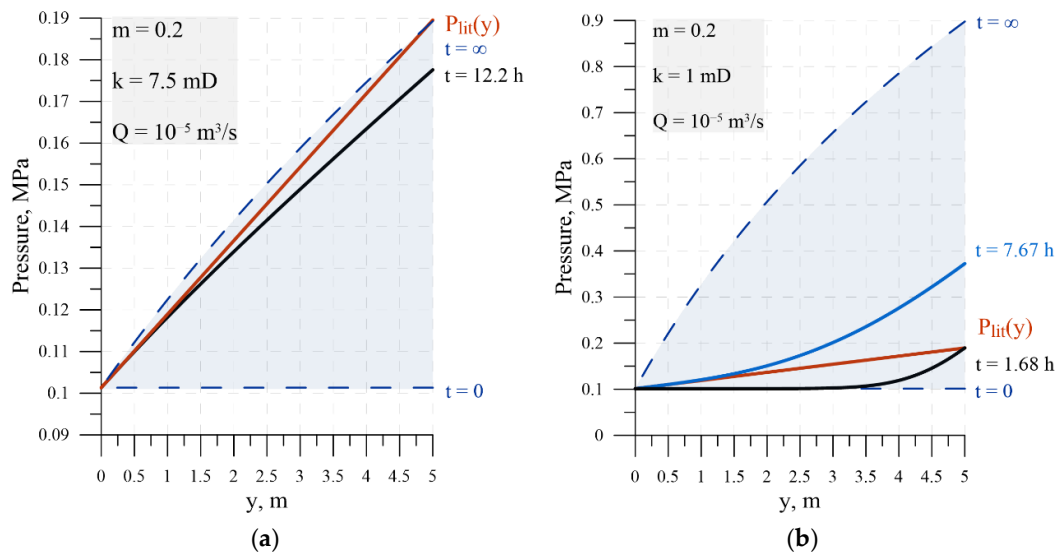 0.19
0.18
0.17
0.16
0.15
0.14
0.13
0.12
0.11
0.1
0.09
Pressure, MPa
m = 0.2
k = 7.5 mD
Q = 10⁻⁵ m³/s
P_lit(y)
t = ∞
t = 12.2 h
t = 0
0 0.5 1 1.5 2 2.5 3 3.5 4 4.5 5
y, m
(a)
0.9
0.8
0.7
0.6
0.5
0.4
0.3
0.2
0.1
0
Pressure, MPa
m = 0.2
k = 1 mD
Q = 10⁻⁵ m³/s
t = ∞
t = 7.67 h
P_lit(y)
t = 1.68 h
t = 0
0 0.5 1 1.5 2 2.5 3 3.5 4 4.5 5
y, m
(b)